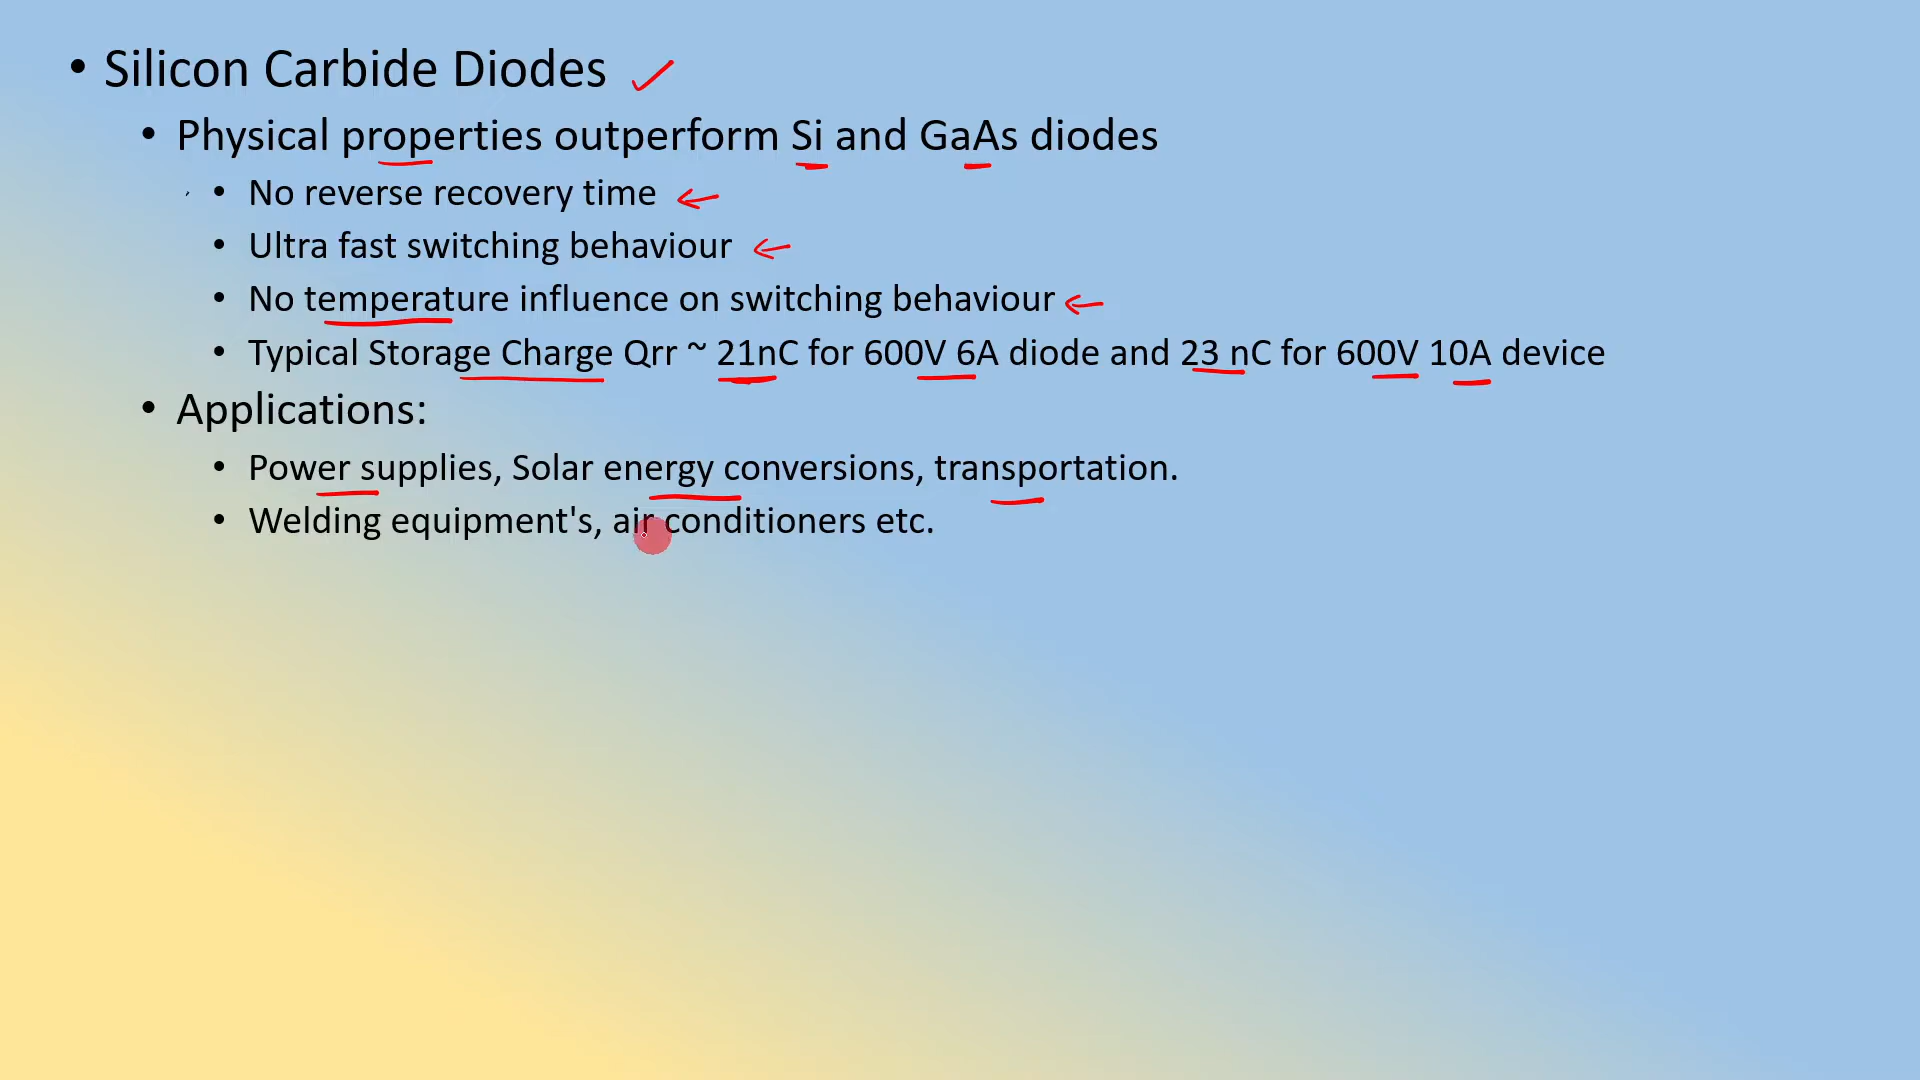 • Silicon Carbide Diodes
• Physical properties outperform Si and GaAs diodes
• No reverse recovery time
• Ultra fast switching behaviour
• No temperature influence on switching behaviour
• Typical Storage Charge Qrr ~ 21nC for 600V 6A diode and 23 nC for 600V 10A device
• Applications:
• Power supplies, Solar energy conversions, transportation.
• Welding equipment's, air conditioners etc.